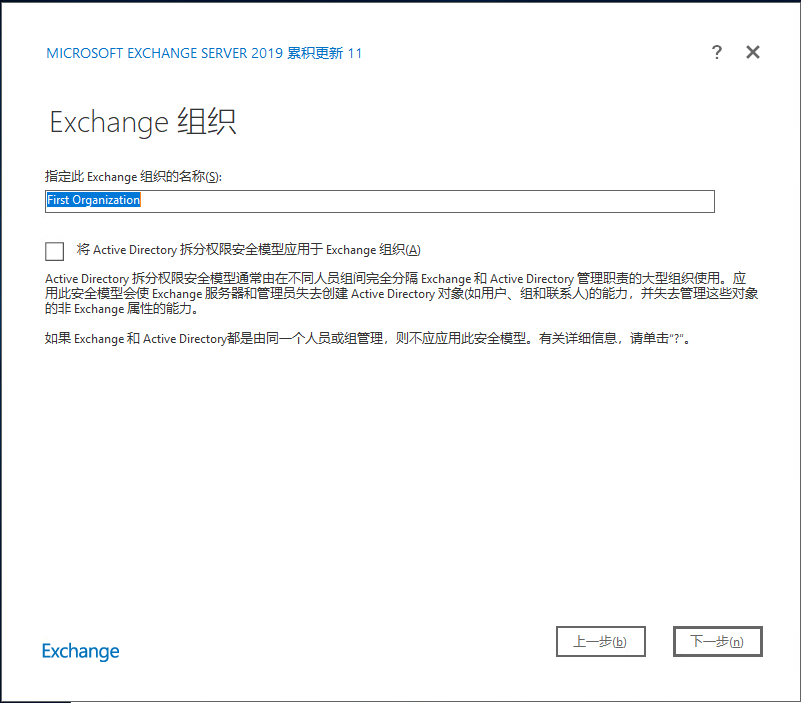 MICROSOFT EXCHANGE SERVER 2019 累积更新 11
?
Exchange 组织
指定此 Exchange 组织的名称(S):
First Organization
将 Active Directory 拆分权限安全模型应用于 Exchange 组织(A)
Active Directory 拆分权限安全模型通常由在不同人员组间完全分隔 Exchange 和 Active Directory 管理职责的大型组织使用。应
用此安全模型会使 Exchange 服务器和管理员失去创建 Active Directory 对象(如用户、组和联系人)的能力，并失去管理这些对象
的非 Exchange 属性的能力。
如果 Exchange 和 Active Directory都是由同一个人员或组管理，则不应应用此安全模型。有关详细信息，请单击“?”。
Exchange
上一步(b)
下一步(n)